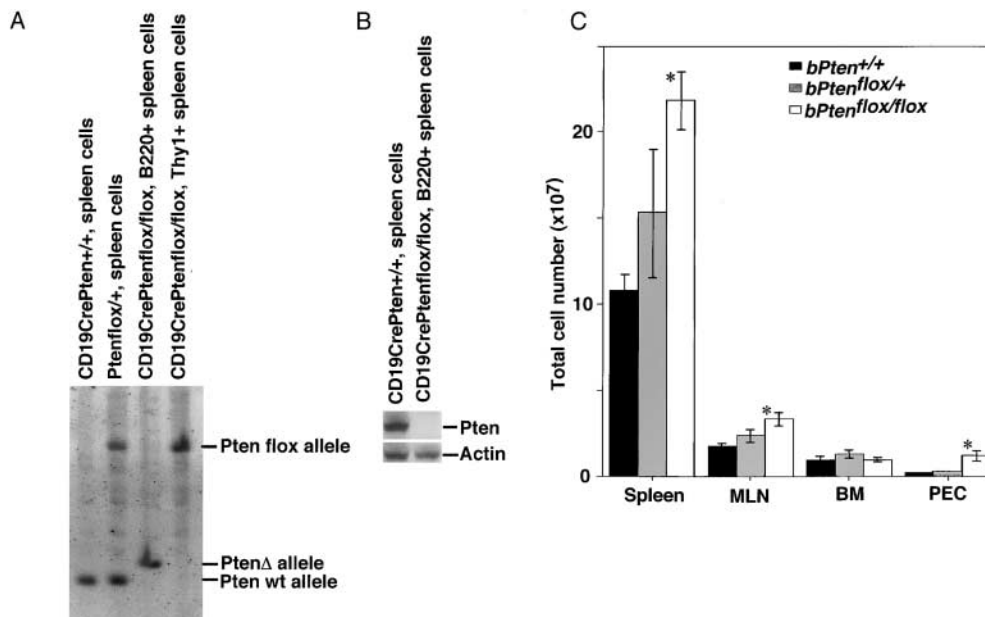 A
CD19CrePten+/+, spleen cells
Ptenflox/+, spleen cells
CD19CrePtenflox/flox, B220+ spleen cells
CD19CrePtenflox/flox, Thy1+ spleen cells
Pten flox allele
PtenΔ allele
Pten wt allele
B
CD19CrePten+/+, spleen cells
CD19CrePtenflox/flox, B220+ spleen cells
Pten
Actin
C
Total cell number (x10⁷)
20
10
0
bPten+/+
bPtenflox/+
bPtenflox/flox
*
*
*
Spleen MLN BM PEC